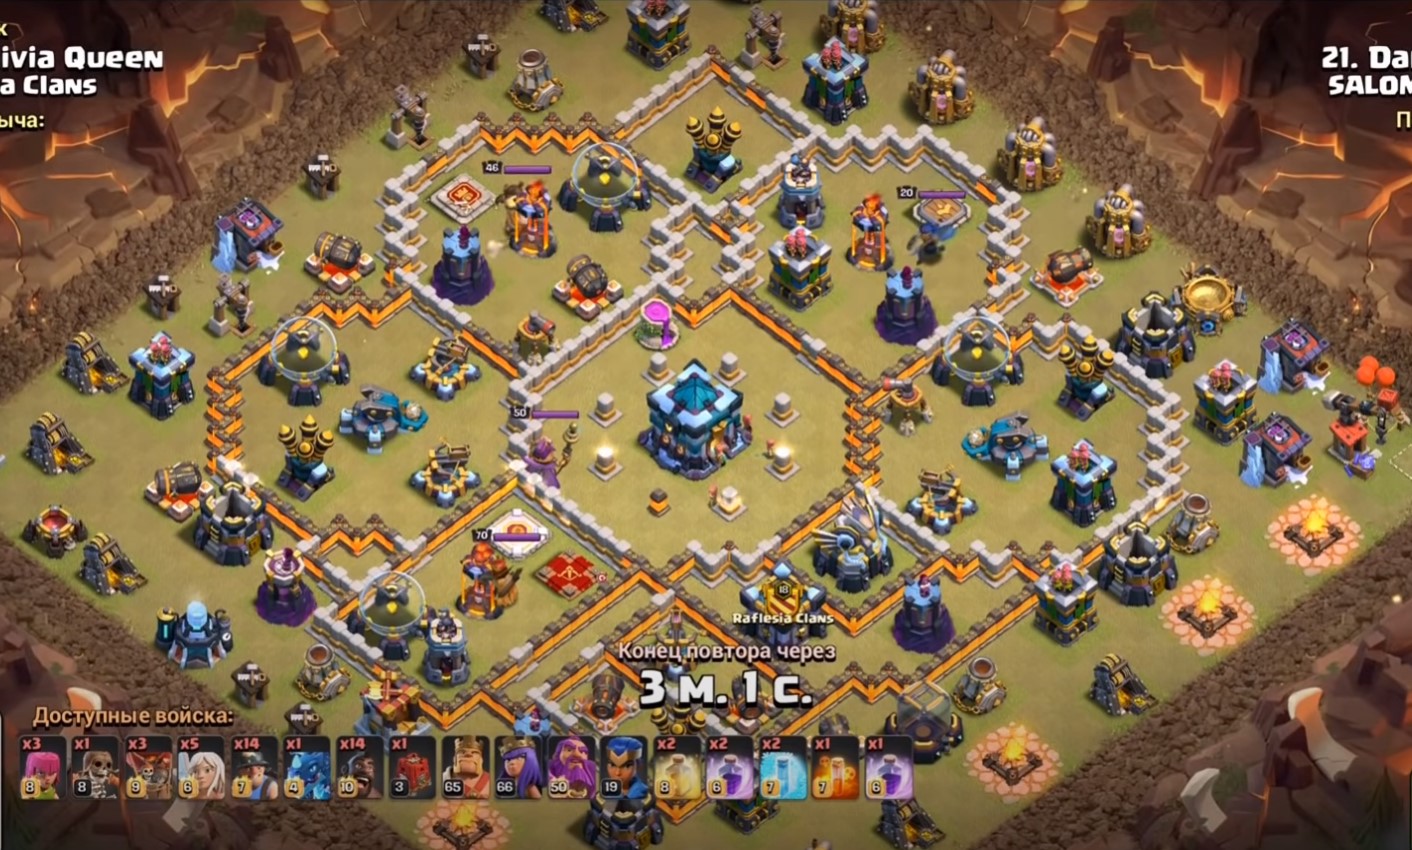 ivia Queen
a Clans
ыча:
21. Da
SALOM
П
46
20
50
70
18
Raflesia Clans
Конец повтора через
3 м. 1 с.
Доступные войска:
x3 x1 x3 x5 x14 x1 x14 x1 x2 x2 x2 x1 x1
8 8 9 6 7 4 10 3 65 66 50 19 8 6 7 7 6